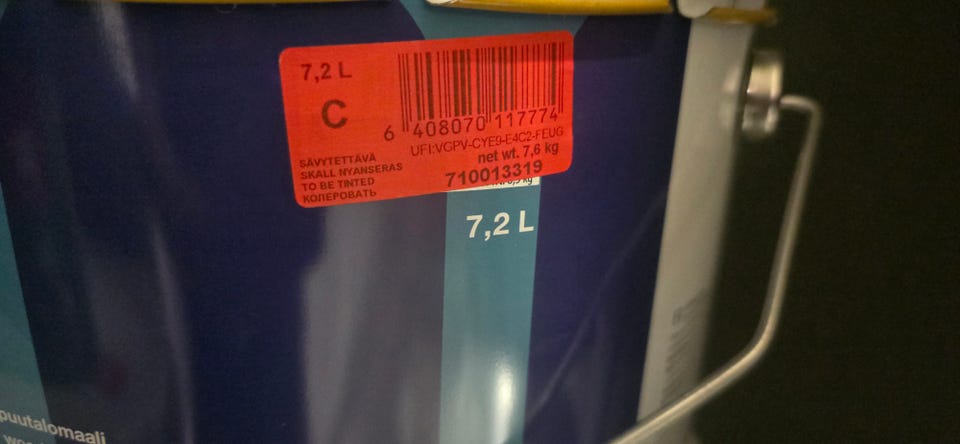 7,2 L
C
6 408070 117774
UFI:VGPV-CYE9-E4C2-FEUG
net wt. 7,6 kg
710013319
SÄVYTETTÄVÄ
SKALL NYANSERAS
TO BE TINTED
КОЛЕРОВАТЬ
kg
7,2 L
puutalomaali